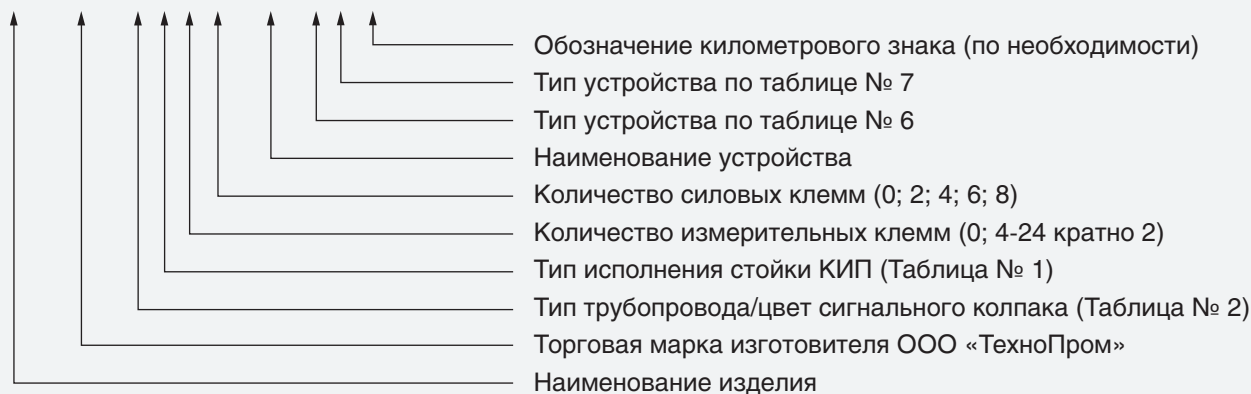 Обозначение километрового знака (по необходимости)
Тип устройства по таблице № 7
Тип устройства по таблице № 6
Наименование устройства
Количество силовых клемм (0; 2; 4; 6; 8)
Количество измерительных клемм (0; 4-24 кратно 2)
Тип исполнения стойки КИП (Таблица № 1)
Тип трубопровода/цвет сигнального колпака (Таблица № 2)
Торговая марка изготовителя ООО «ТехноПром»
Наименование изделия